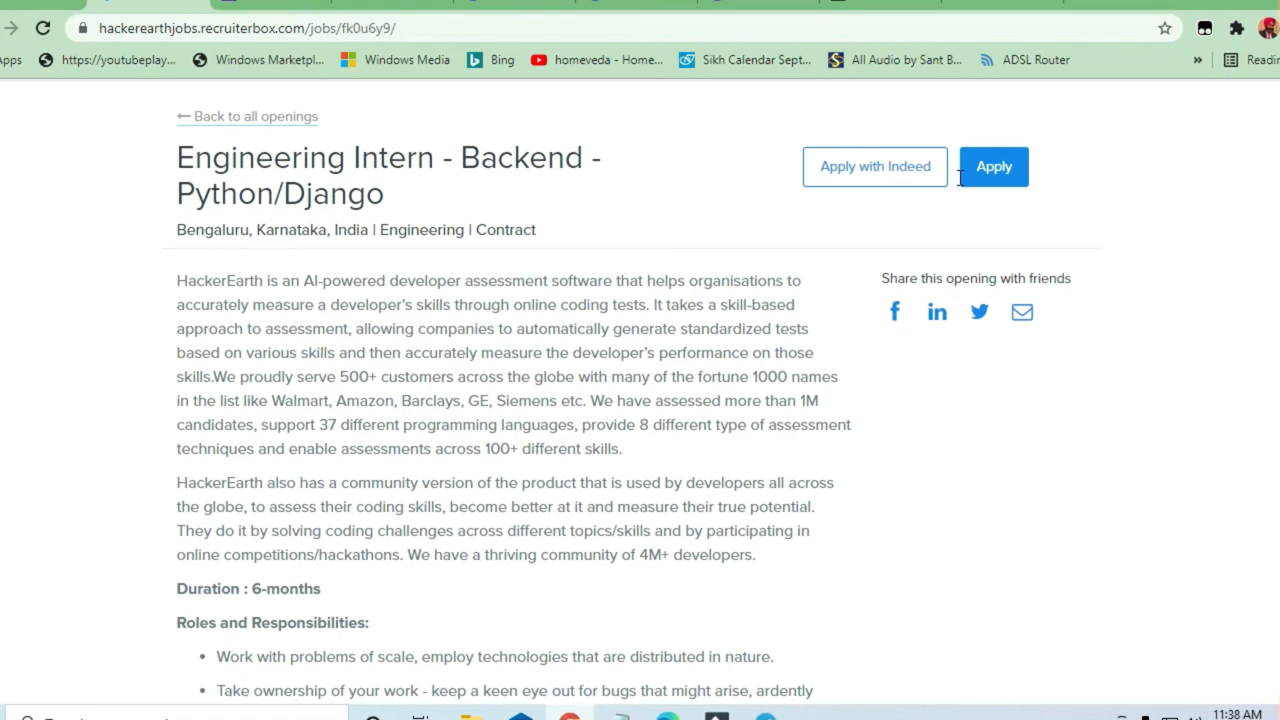 hackerearthjobs.recruiterbox.com/jobs/fk0u6y9/
https://youtubeplay... Windows Marketpl... Windows Media Bing homeveda - Home... Sikh Calendar Sept... All Audio by Sant B... ADSL Router »
← Back to all openings
Engineering Intern - Backend -
Python/Django
Apply with Indeed
Apply
Bengaluru, Karnataka, India | Engineering | Contract
HackerEarth is an AI-powered developer assessment software that helps organisations to
accurately measure a developer's skills through online coding tests. It takes a skill-based
approach to assessment, allowing companies to automatically generate standardized tests
based on various skills and then accurately measure the developer's performance on those
skills.We proudly serve 500+ customers across the globe with many of the fortune 1000 names
in the list like Walmart, Amazon, Barclays, GE, Siemens etc. We have assessed more than 1M
candidates, support 37 different programming languages, provide 8 different type of assessment
techniques and enable assessments across 100+ different skills.
Share this opening with friends
HackerEarth also has a community version of the product that is used by developers all across
the globe, to assess their coding skills, become better at it and measure their true potential.
They do it by solving coding challenges across different topics/skills and by participating in
online competitions/hackathons. We have a thriving community of 4M+ developers.
Duration : 6-months
Roles and Responsibilities:
• Work with problems of scale, employ technologies that are distributed in nature.
• Take ownership of your work - keep a keen eye out for bugs that might arise, ardently
11:38 AM